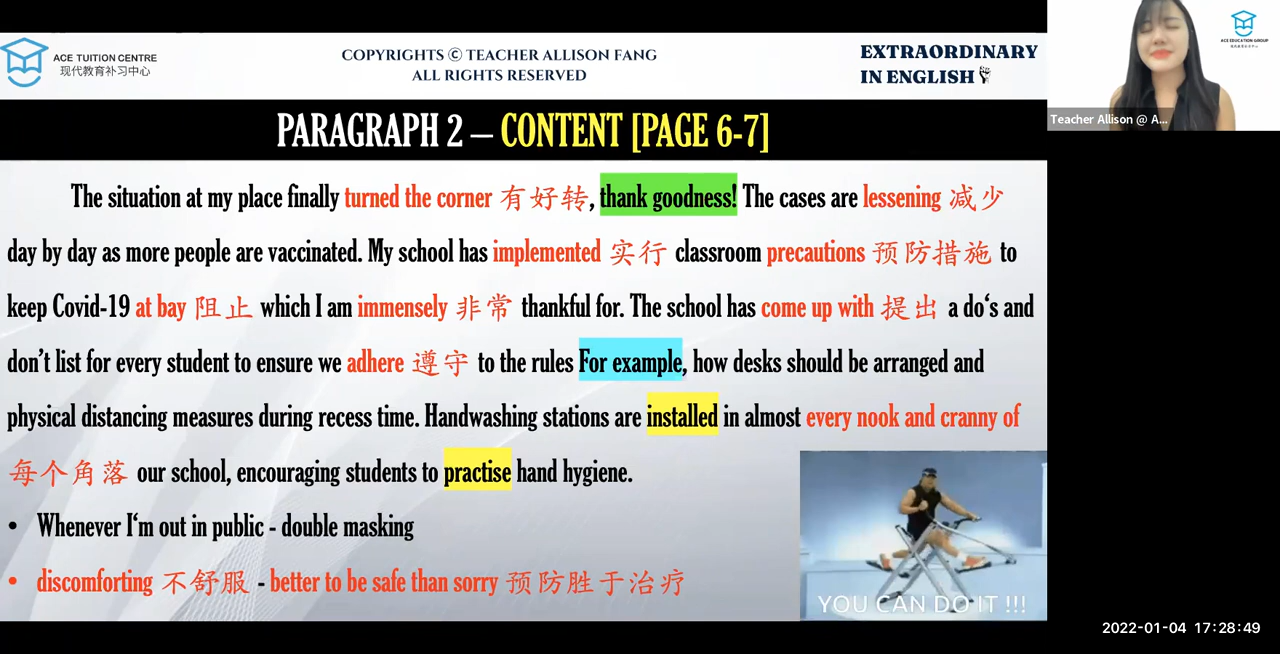 ACE TUITION CENTRE
现代教育补习中心
COPYRIGHTS © TEACHER ALLISON FANG
ALL RIGHTS RESERVED
EXTRAORDINARY
IN ENGLISH
ACE EDUCATION GROUP
Teacher Allison @ A...
PARAGRAPH 2 – CONTENT [PAGE 6-7]
The situation at my place finally turned the corner 有好转, thank goodness! The cases are lessening 减少
day by day as more people are vaccinated. My school has implemented 实行 classroom precautions 预防措施 to
keep Covid-19 at bay 阻止 which I am immensely 非常 thankful for. The school has come up with 提出 a do‘s and
don’t list for every student to ensure we adhere 遵守 to the rules For example, how desks should be arranged and
physical distancing measures during recess time. Handwashing stations are installed in almost every nook and cranny of
每个角落 our school, encouraging students to practise hand hygiene.
• Whenever I‘m out in public - double masking
• discomforting 不舒服 - better to be safe than sorry 预防胜于治疗
YOU CAN DO IT !!!
2022-01-04 17:28:49